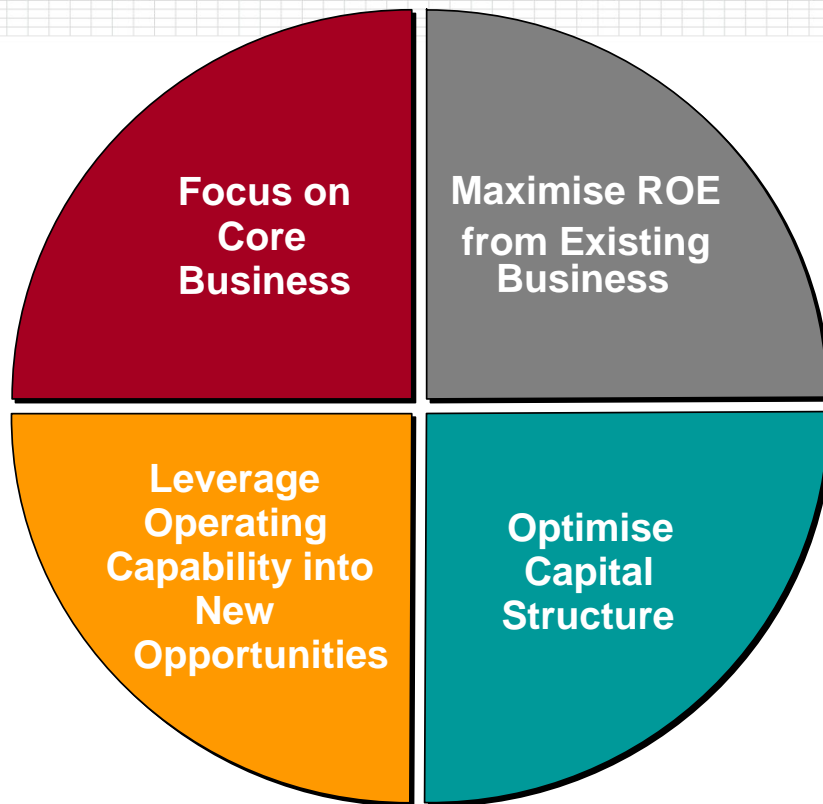 Focus on
Core
Business
Maximise ROE
from Existing
Business
Leverage
Operating
Capability into
New
Opportunities
Optimise
Capital
Structure